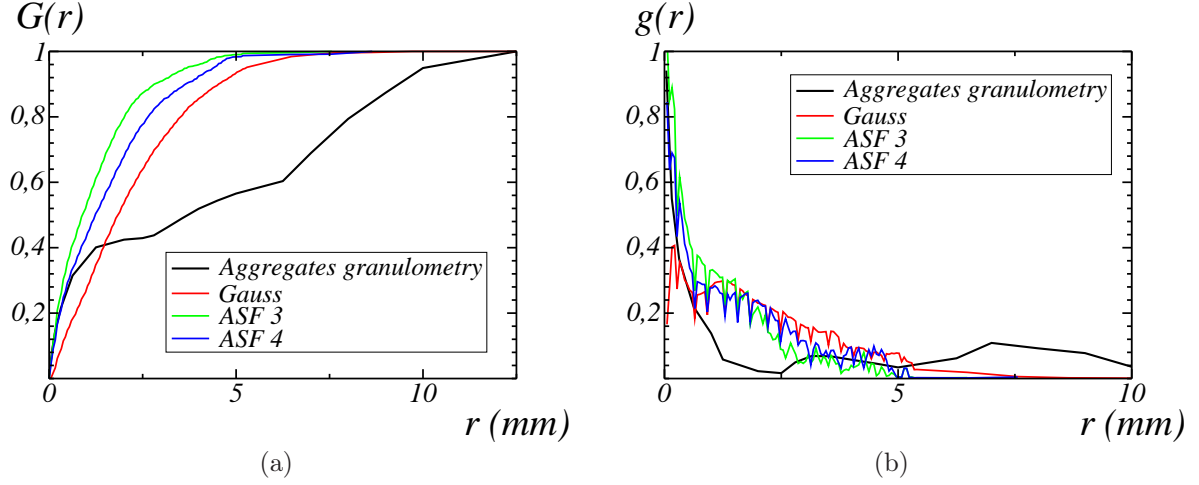 G(r)
1
0,8
0,6
0,4
0,2
0
5
10
r (mm)
Aggregates granulometry
Gauss
ASF 3
ASF 4
(a)
g(r)
1
0,8
0,6
0,4
0,2
0
5
10
r (mm)
Aggregates granulometry
Gauss
ASF 3
ASF 4
(b)